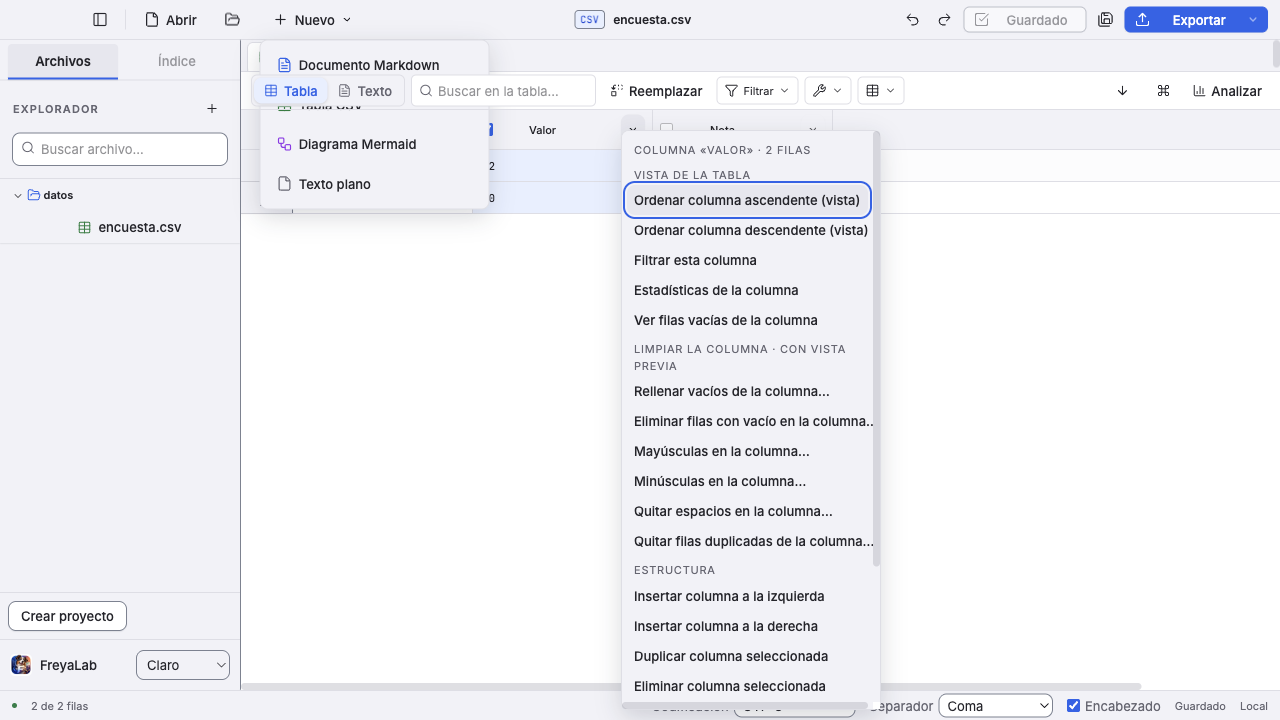 Abrir
Nuevo
CSV encuesta.csv
Guardado
Exportar
Archivos
Índice
Documento Markdown
Tabla
Texto
Buscar en la tabla...
Reemplazar
Filtrar
Analizar
EXPLORADOR
Tabla CSV
Valor
Nota
Buscar archivo...
Diagrama Mermaid
COLUMNA «VALOR» · 2 FILAS
2
VISTA DE LA TABLA
Texto plano
datos
0
Ordenar columna ascendente (vista)
encuesta.csv
Ordenar columna descendente (vista)
Filtrar esta columna
Estadísticas de la columna
Ver filas vacías de la columna
LIMPIAR LA COLUMNA · CON VISTA
PREVIA
Rellenar vacíos de la columna...
Eliminar filas con vacío en la columna..
Mayúsculas en la columna...
Minúsculas en la columna...
Quitar espacios en la columna...
Quitar filas duplicadas de la columna...
ESTRUCTURA
Insertar columna a la izquierda
Insertar columna a la derecha
Duplicar columna seleccionada
Eliminar columna seleccionada
Crear proyecto
FreyaLab
Claro
2 de 2 filas
Separador
Coma
Encabezado
Guardado
Local